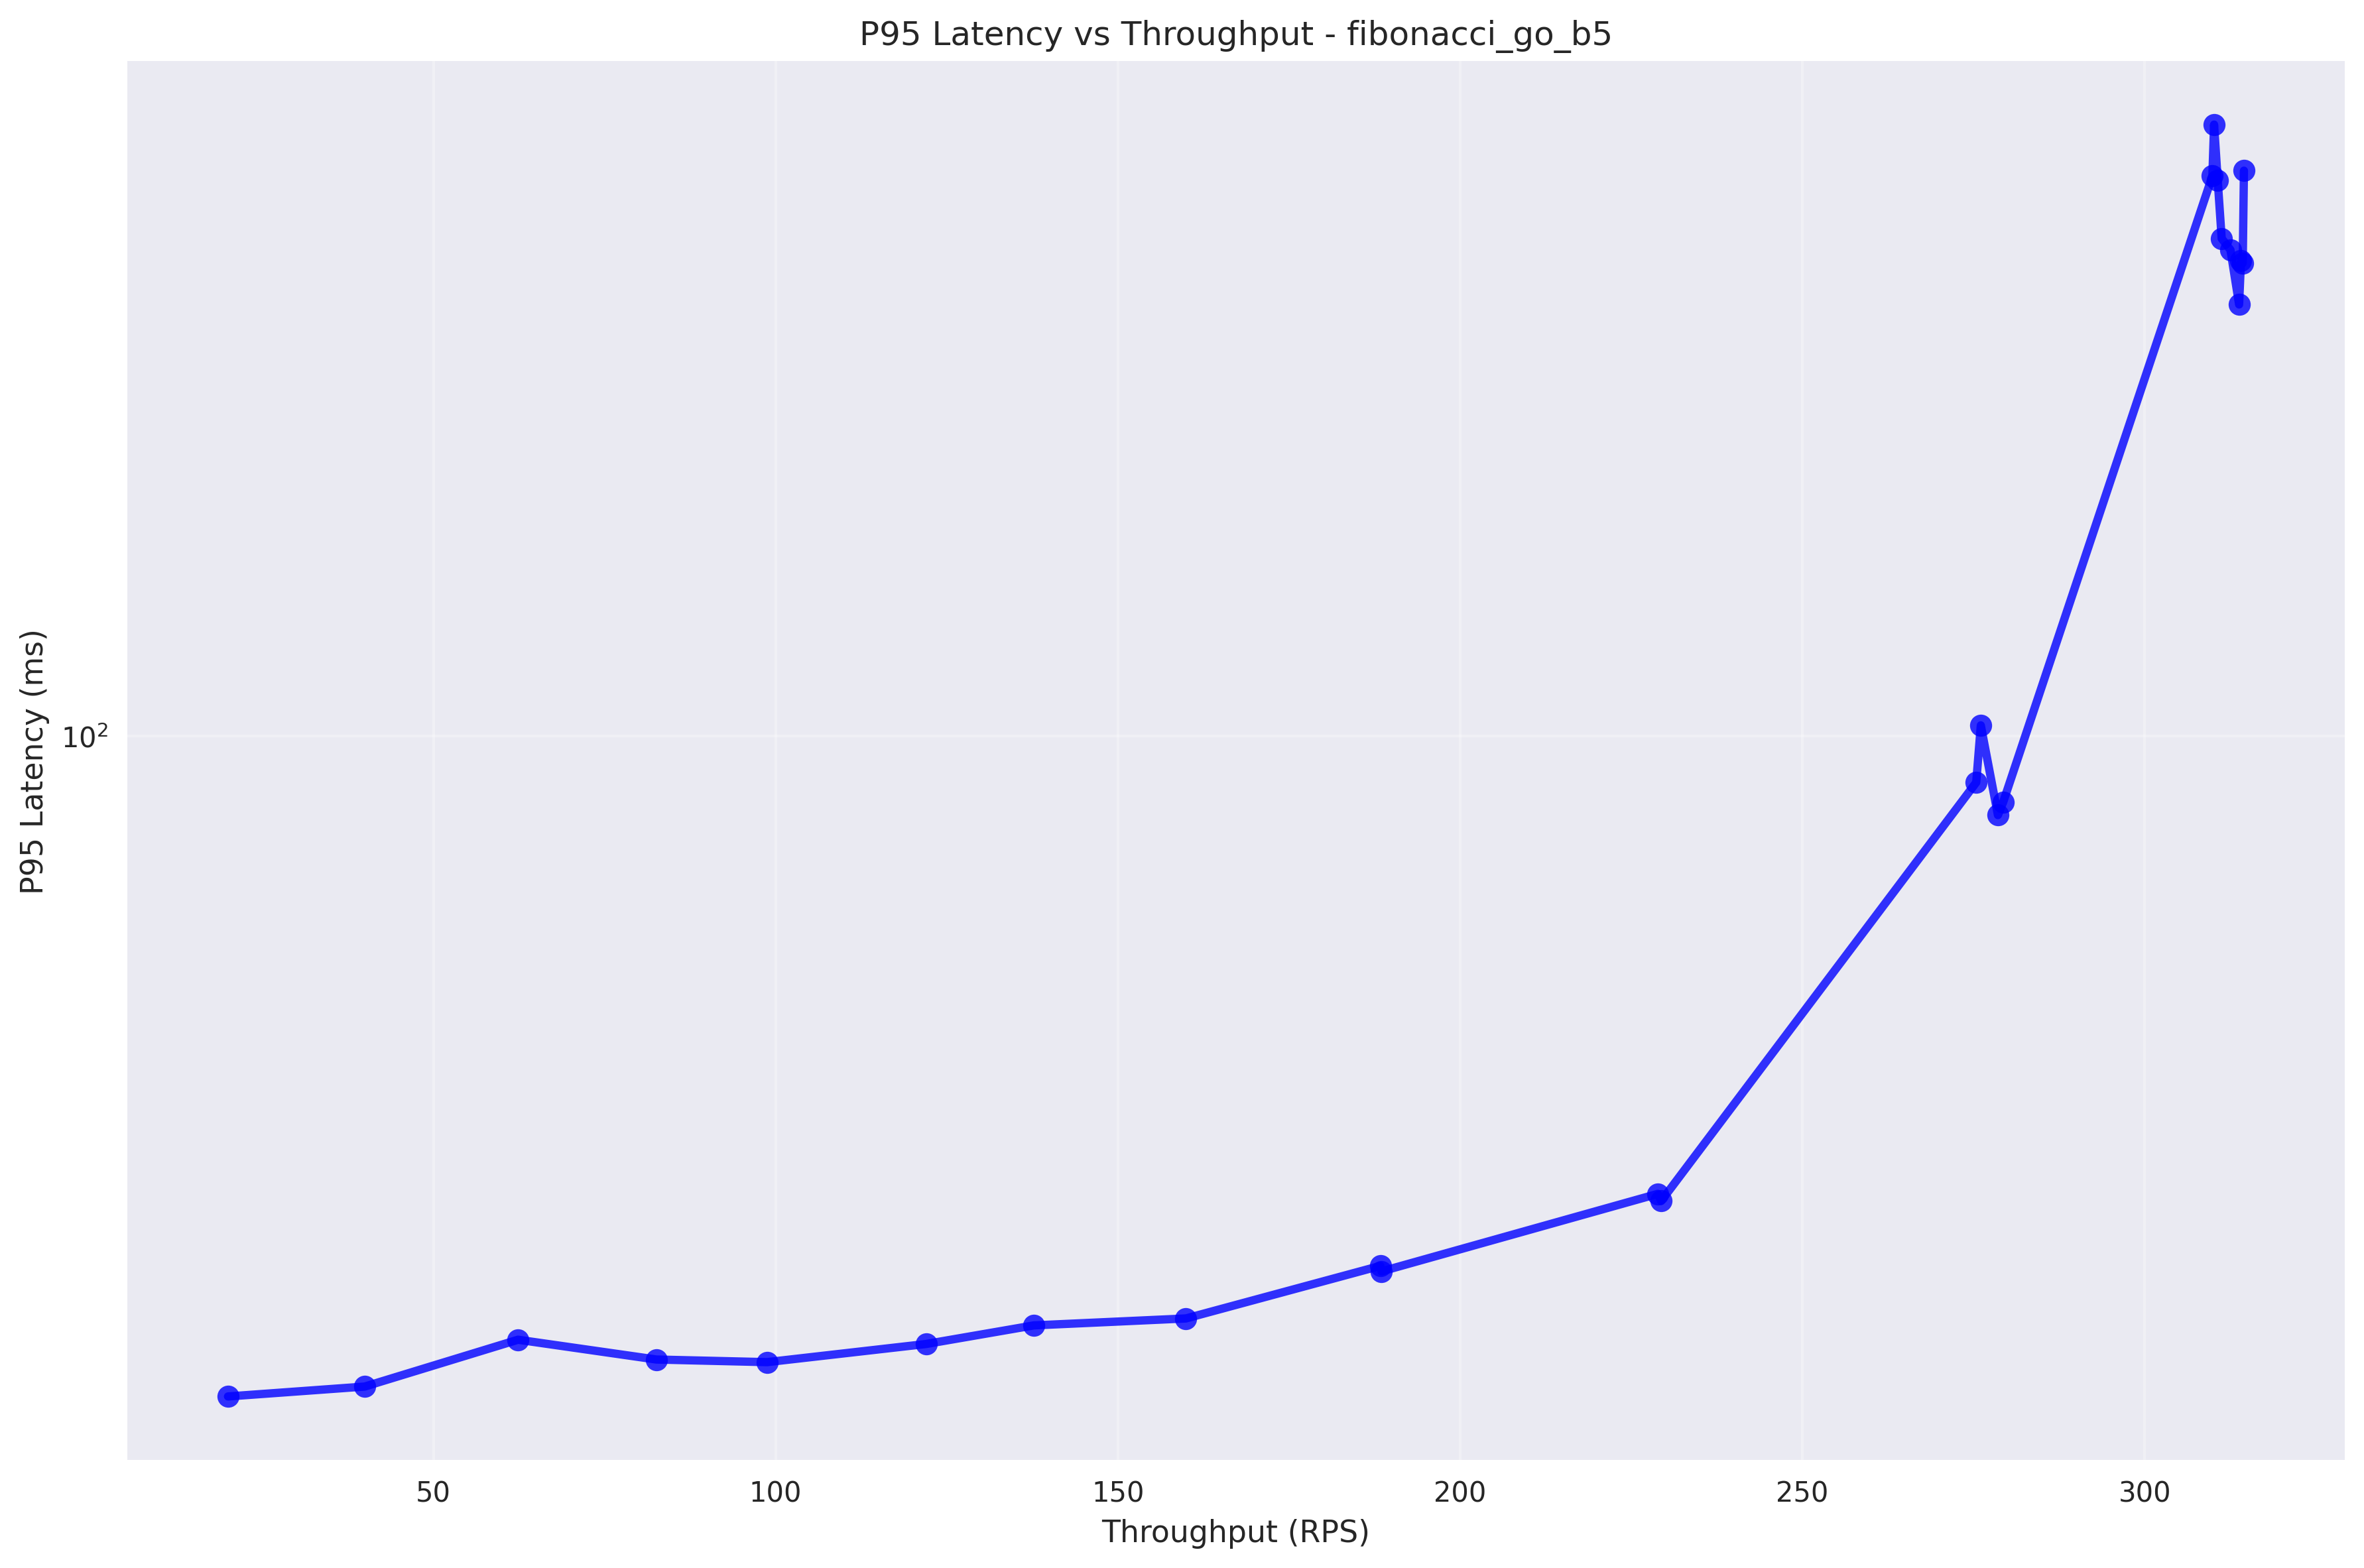 P95 Latency vs Throughput - fibonacci_go_b5
P95 Latency (ms)
10²
50 100 150 200 250 300
Throughput (RPS)